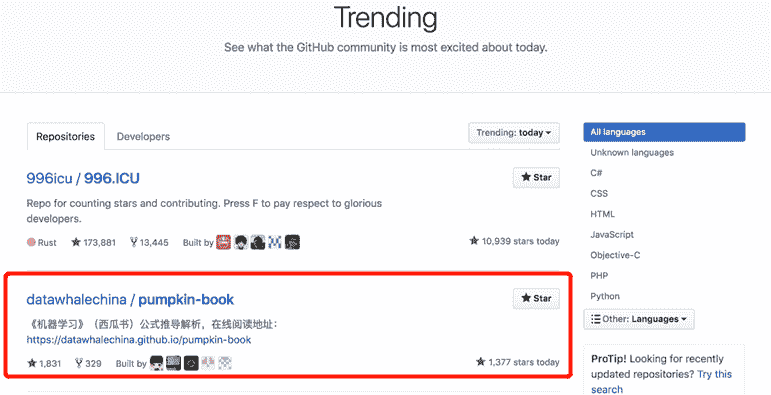 Trending
See what the GitHub community is most excited about today.
Repositories
Developers
Trending: today
996icu / 996.ICU
Star
Repo for counting stars and contributing. Press F to pay respect to glorious
developers.
Rust
173,881
13,445
Built by
10,939 stars today
datawhalechina / pumpkin-book
Star
《机器学习》（西瓜书）公式推导解析，在线阅读地址：
https://datawhalechina.github.io/pumpkin-book
1,831
329
Built by
1,377 stars today
All languages
Unknown languages
C#
CSS
HTML
JavaScript
Objective-C
PHP
Python
Other: Languages
ProTip! Looking for recently
updated repositories? Try this
search